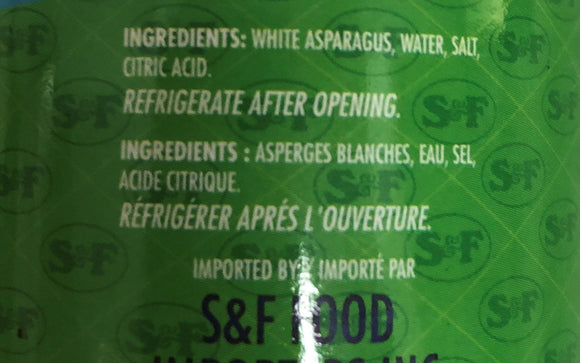 INGREDIENTS: WHITE ASPARAGUS, WATER, SALT,
CITRIC ACID.
REFRIGERATE AFTER OPENING.
INGREDIENTS : ASPERGES BLANCHES, EAU, SEL,
ACIDE CITRIQUE.
RÉFRIGÉRER APRÉS L'OUVERTURE.
IMPORTED BY / IMPORTÉ PAR
S&F FOOD